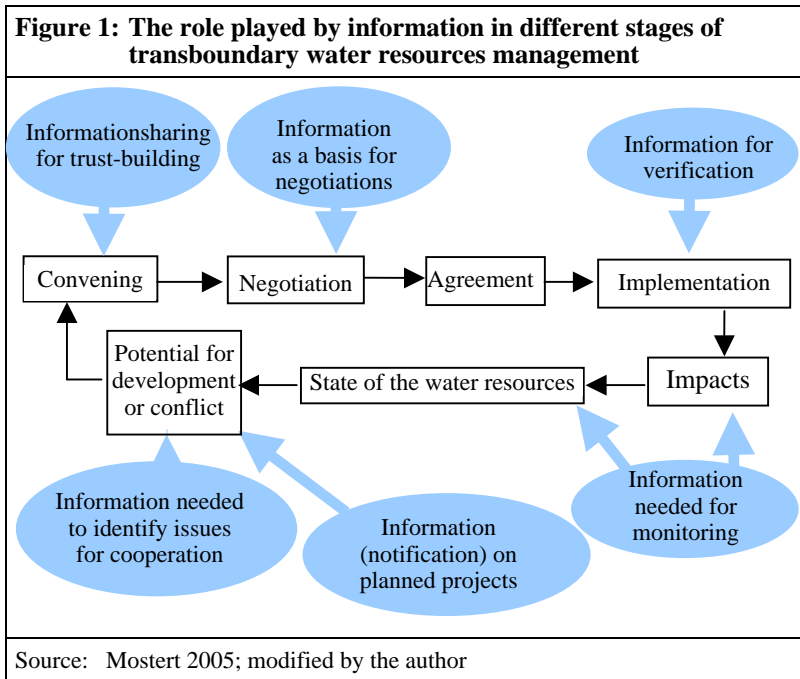 Figure 1: The role played by information in different stages of
transboundary water resources management
Informationsharing
for trust-building
Information
as a basis for
negotiations
Information for
verification
Convening
Negotiation
Agreement
Implementation
Potential for
development
or conflict
State of the water resources
Impacts
Information needed
to identify issues
for cooperation
Information
(notification) on
planned projects
Information
needed for
monitoring
Source: Mostert 2005; modified by the author